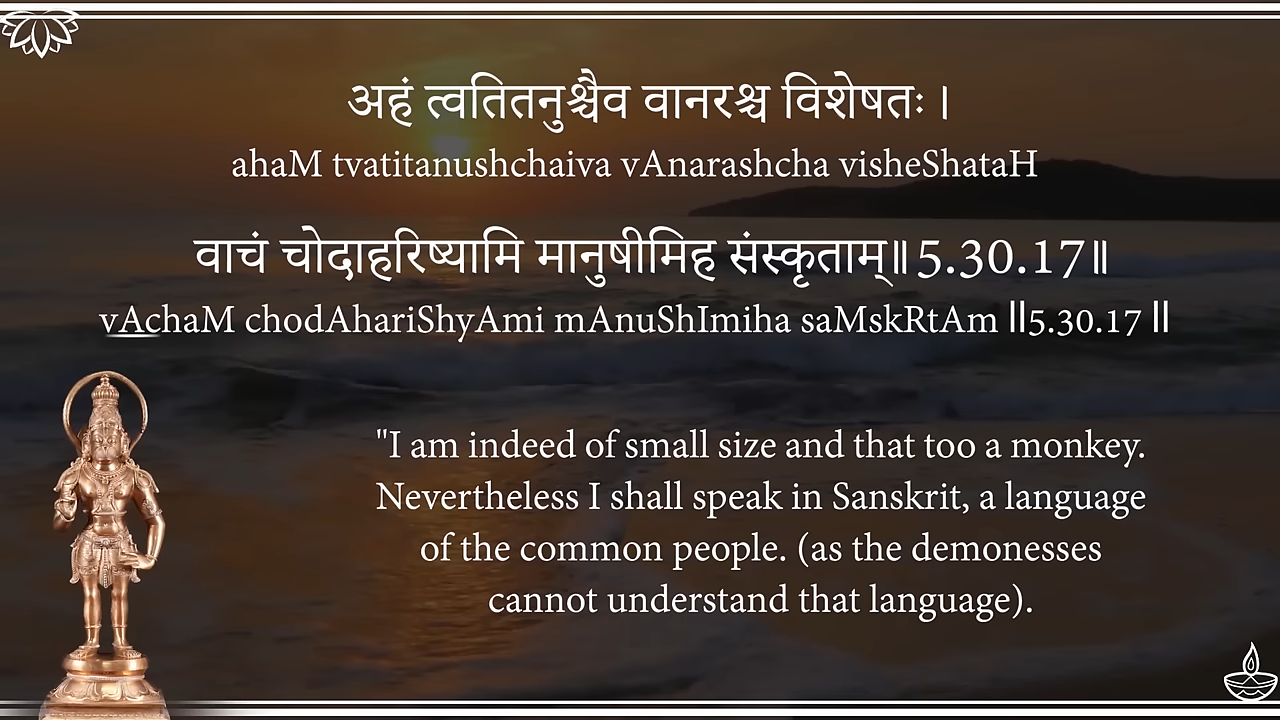 अहं त्वतितनुश्चैव वानरश्च विशेषतः ।
ahaM tvatitanushchaiva vAnarashcha visheShataH
वाचं चोदाहरिष्यामि मानुषीमिह संस्कृताम्॥ 5.30.17॥
vAchaM chodAhariShyAmi mAnuShImiha saMskRtAm ||5.30.17 ||
"I am indeed of small size and that too a monkey.
Nevertheless I shall speak in Sanskrit, a language
of the common people. (as the demonesses
cannot understand that language).